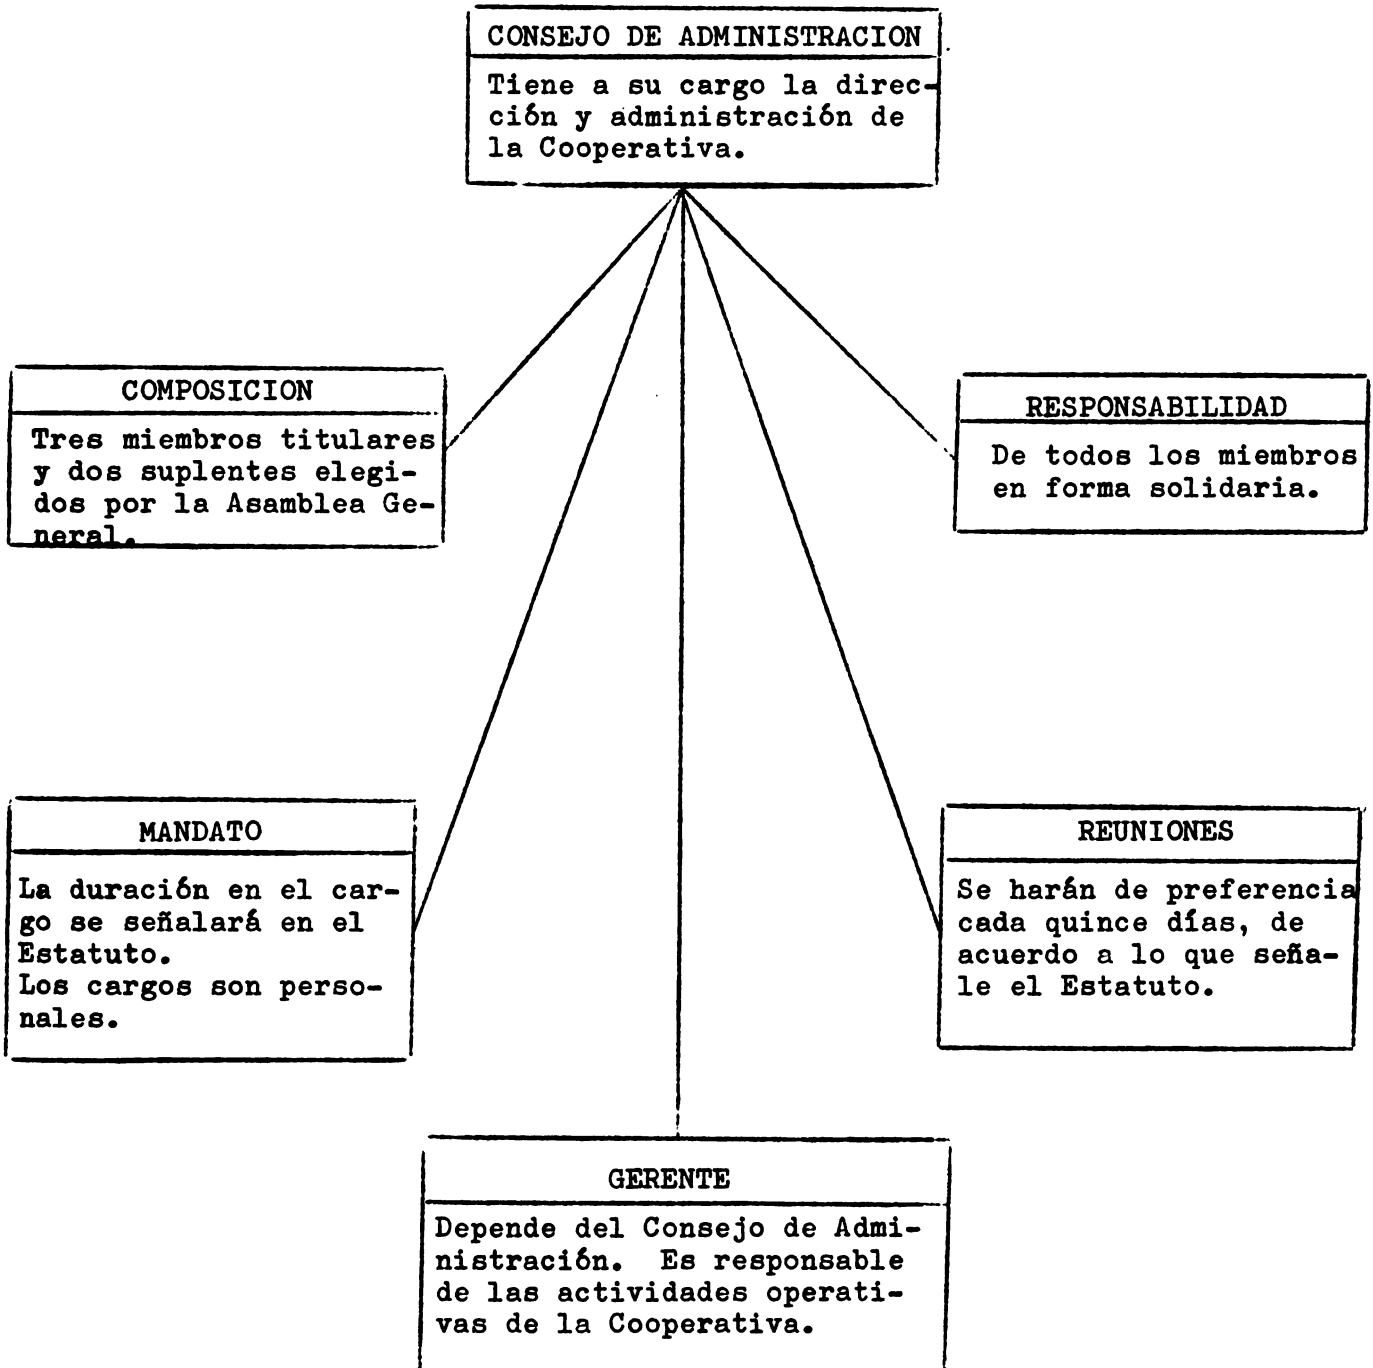 CONSEJO DE ADMINISTRACION
Tiene a su cargo la direc-
ción y administración de
la Cooperativa.
COMPOSICION
Tres miembros titulares
y dos suplentes elegi-
dos por la Asamblea Ge-
neral.
RESPONSABILIDAD
De todos los miembros
en forma solidaria.
MANDATO
La duración en el car-
go se señalará en el
Estatuto.
Los cargos son perso-
nales.
REUNIONES
Se harán de preferencia
cada quince días, de
acuerdo a lo que seña-
le el Estatuto.
GERENTE
Depende del Consejo de Admi-
nistración.  Es responsable
de las actividades operati-
vas de la Cooperativa.